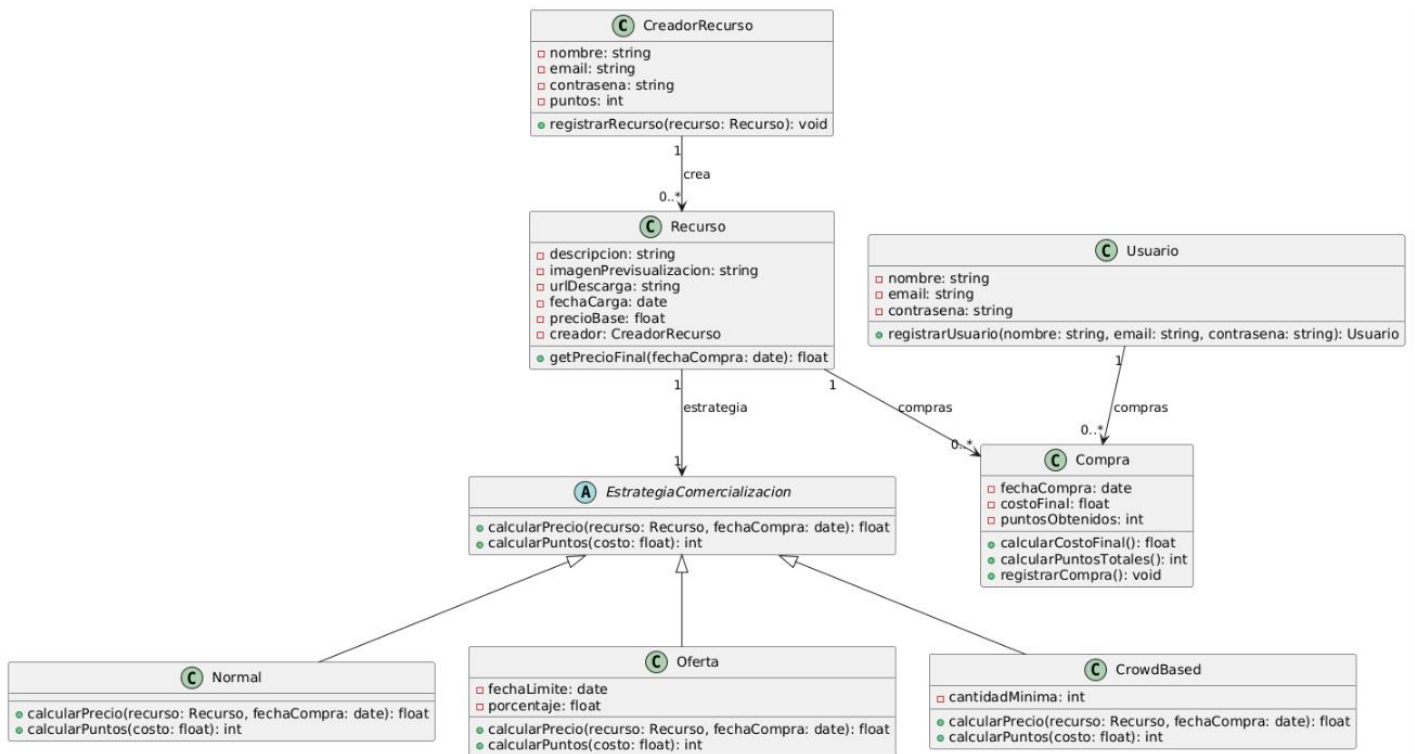 C CreadorRecurso
nombre: string
email: string
contrasena: string
puntos: int
registrarRecurso(recurso: Recurso): void
1
crea
0..*
C Recurso
descripcion: string
imagenPrevisualizacion: string
urlDescarga: string
fechaCarga: date
precioBase: float
creador: CreadorRecurso
getPrecioFinal(fechaCompra: date): float
C Usuario
nombre: string
email: string
contrasena: string
registrarUsuario(nombre: string, email: string, contrasena: string): Usuario
1
estrategia
1
1
compras
0..*
1
compras
0..*
A EstrategiaComercializacion
calcularPrecio(recurso: Recurso, fechaCompra: date): float
calcularPuntos(costo: float): int
C Compra
fechaCompra: date
costoFinal: float
puntosObtenidos: int
calcularCostoFinal(): float
calcularPuntosTotales(): int
registrarCompra(): void
C Normal
calcularPrecio(recurso: Recurso, fechaCompra: date): float
calcularPuntos(costo: float): int
C Oferta
fechaLimite: date
porcentaje: float
calcularPrecio(recurso: Recurso, fechaCompra: date): float
calcularPuntos(costo: float): int
C CrowdBased
cantidadMinima: int
calcularPrecio(recurso: Recurso, fechaCompra: date): float
calcularPuntos(costo: float): int